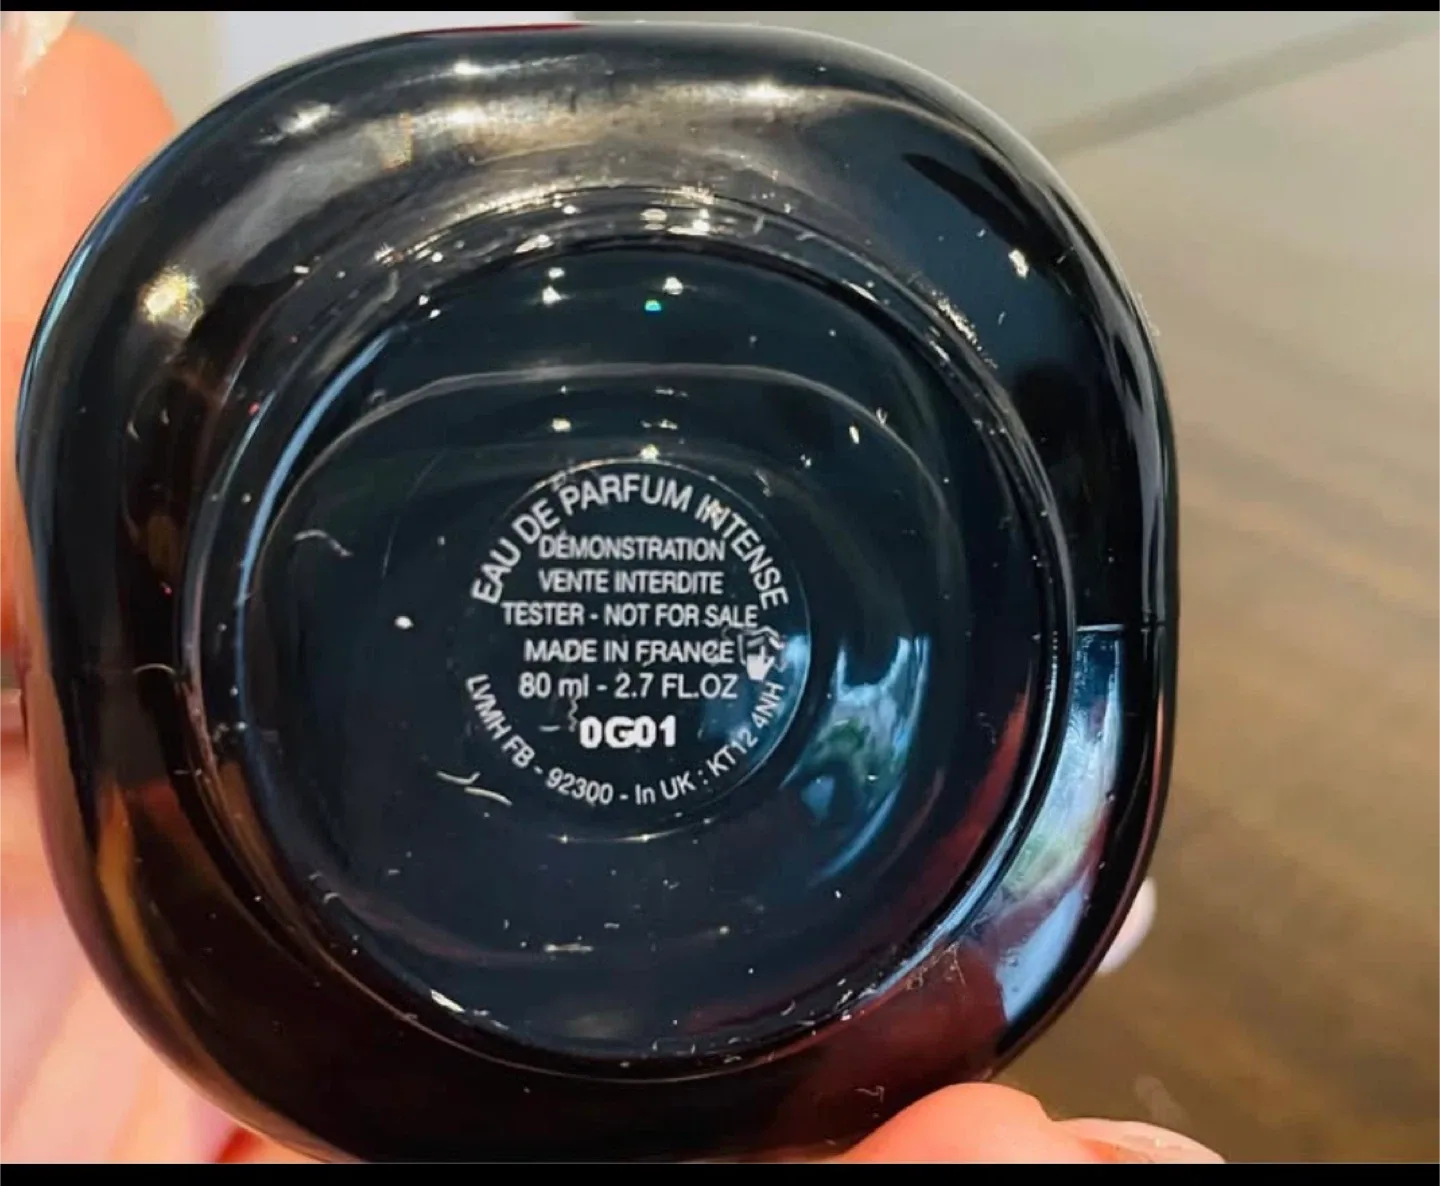 EAU DE PARFUM INTENSE
DÉMONSTRATION
VENTE INTERDITE
TESTER - NOT FOR SALE
MADE IN FRANCE
80 ml - 2.7 FL.OZ
0G01
LVMH FB - 92300 - In UK : KT12 4NH